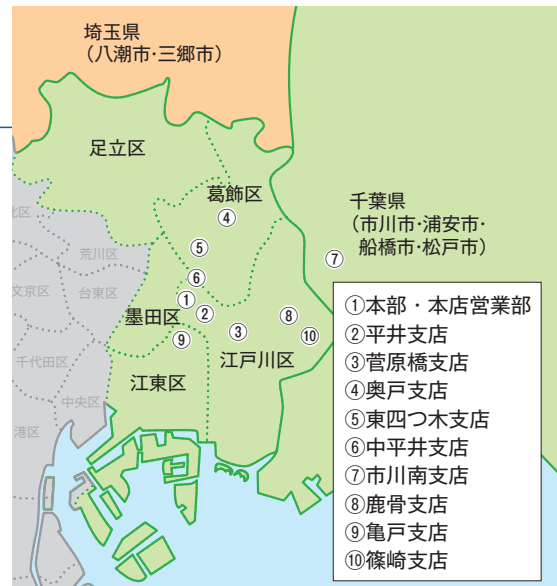 埼玉県
(八潮市・三郷市)
足立区
葛飾区
④
千葉県
(市川市・浦安市・
船橋市・松戸市)
⑤
⑦
⑥
北区
荒川区
文京区
台東区
①
②
墨田区
③
⑧
⑩
⑨
江戸川区
千代田区
江東区
中央区
港区
①本部・本店営業部
②平井支店
③菅原橋支店
④奥戸支店
⑤東四つ木支店
⑥中平井支店
⑦市川南支店
⑧鹿骨支店
⑨亀戸支店
⑩篠崎支店